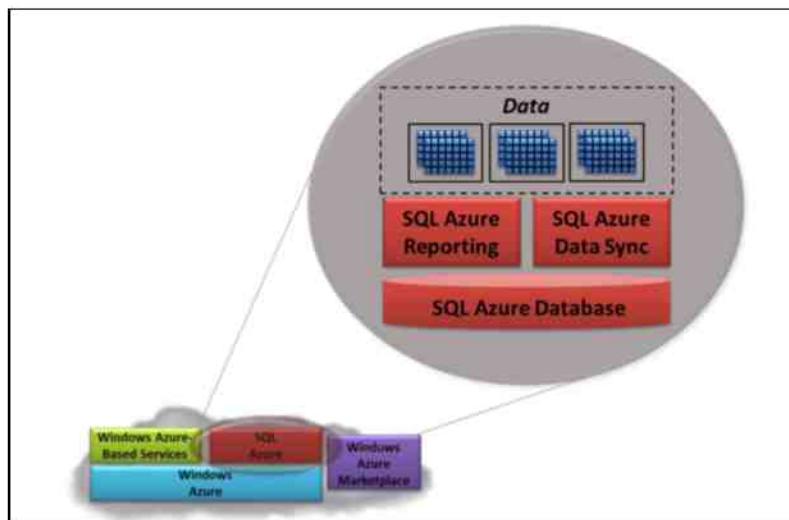 Data
SQL Azure
Reporting
SQL Azure
Data Sync
SQL Azure Database
Windows Azure-
Based Services
SQL
Azure
Windows
Azure
Marketplace
Windows
Azure